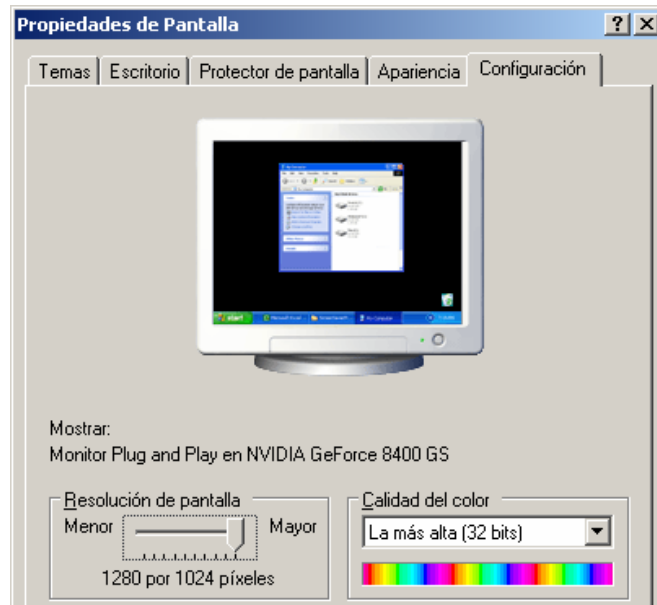 Propiedades de Pantalla
Temas Escritorio Protector de pantalla Apariencia Configuración
start
Mostrar:
Monitor Plug and Play en NVIDIA GeForce 8400 GS
Resolución de pantalla
Menor Mayor
1280 por 1024 píxeles
Calidad del color
La más alta (32 bits)